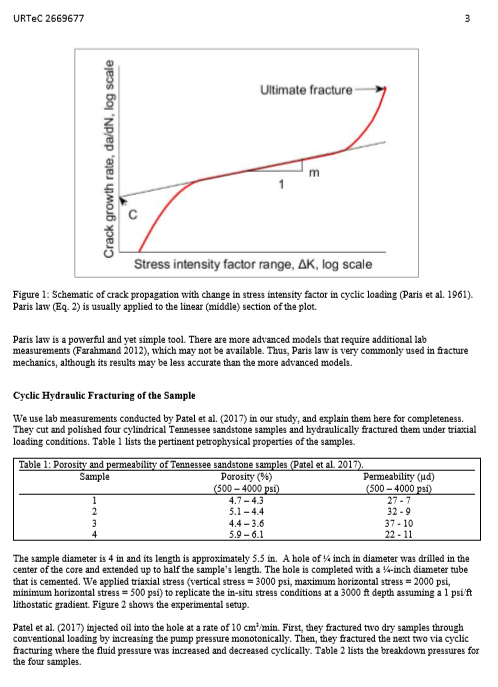 URTeC 2669677 3
Crack growth rate, da/dN, log scale
Ultimate fracture
m
1
C
Stress intensity factor range, ΔK, log scale
Figure 1: Schematic of crack propagation with change in stress intensity factor in cyclic loading (Paris et al. 1961).
Paris law (Eq. 2) is usually applied to the linear (middle) section of the plot.
Paris law is a powerful and yet simple tool. There are more advanced models that require additional lab
measurements (Farahmand 2012), which may not be available. Thus, Paris law is very commonly used in fracture
mechanics, although its results may be less accurate than the more advanced models.
Cyclic Hydraulic Fracturing of the Sample
We use lab measurements conducted by Patel et al. (2017) in our study, and explain them here for completeness.
They cut and polished four cylindrical Tennessee sandstone samples and hydraulically fractured them under triaxial
loading conditions. Table 1 lists the pertinent petrophysical properties of the samples.
Table 1: Porosity and permeability of Tennessee sandstone samples (Patel et al. 2017).
Sample Porosity (%) Permeability (μd)
(500 – 4000 psi) (500 – 4000 psi)
1 4.7 – 4.3 27 - 7
2 5.1 – 4.4 32 - 9
3 4.4 – 3.6 37 - 10
4 5.9 – 6.1 22 - 11
The sample diameter is 4 in and its length is approximately 5.5 in. A hole of ¼ inch in diameter was drilled in the
center of the core and extended up to half the sample's length. The hole is completed with a ¼-inch diameter tube
that is cemented. We applied triaxial stress (vertical stress = 3000 psi, maximum horizontal stress = 2000 psi,
minimum horizontal stress = 500 psi) to replicate the in-situ stress conditions at a 3000 ft depth assuming a 1 psi/ft
lithostatic gradient. Figure 2 shows the experimental setup.
Patel et al. (2017) injected oil into the hole at a rate of 10 cm³/min. First, they fractured two dry samples through
conventional loading by increasing the pump pressure monotonically. Then, they fractured the next two via cyclic
fracturing where the fluid pressure was increased and decreased cyclically. Table 2 lists the breakdown pressures for
the four samples.